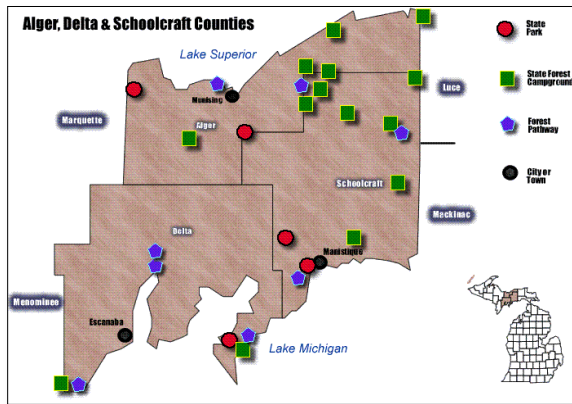 Alger, Delta & Schoolcraft Counties
State
Park
Lake Superior
State Forest
Campground
Luce
Munising
Marquette
Alger
Forest
Pathway
Schoolcraft
City or
Town
Mackinac
Delta
Manistique
Menominee
Escanaba
Lake Michigan